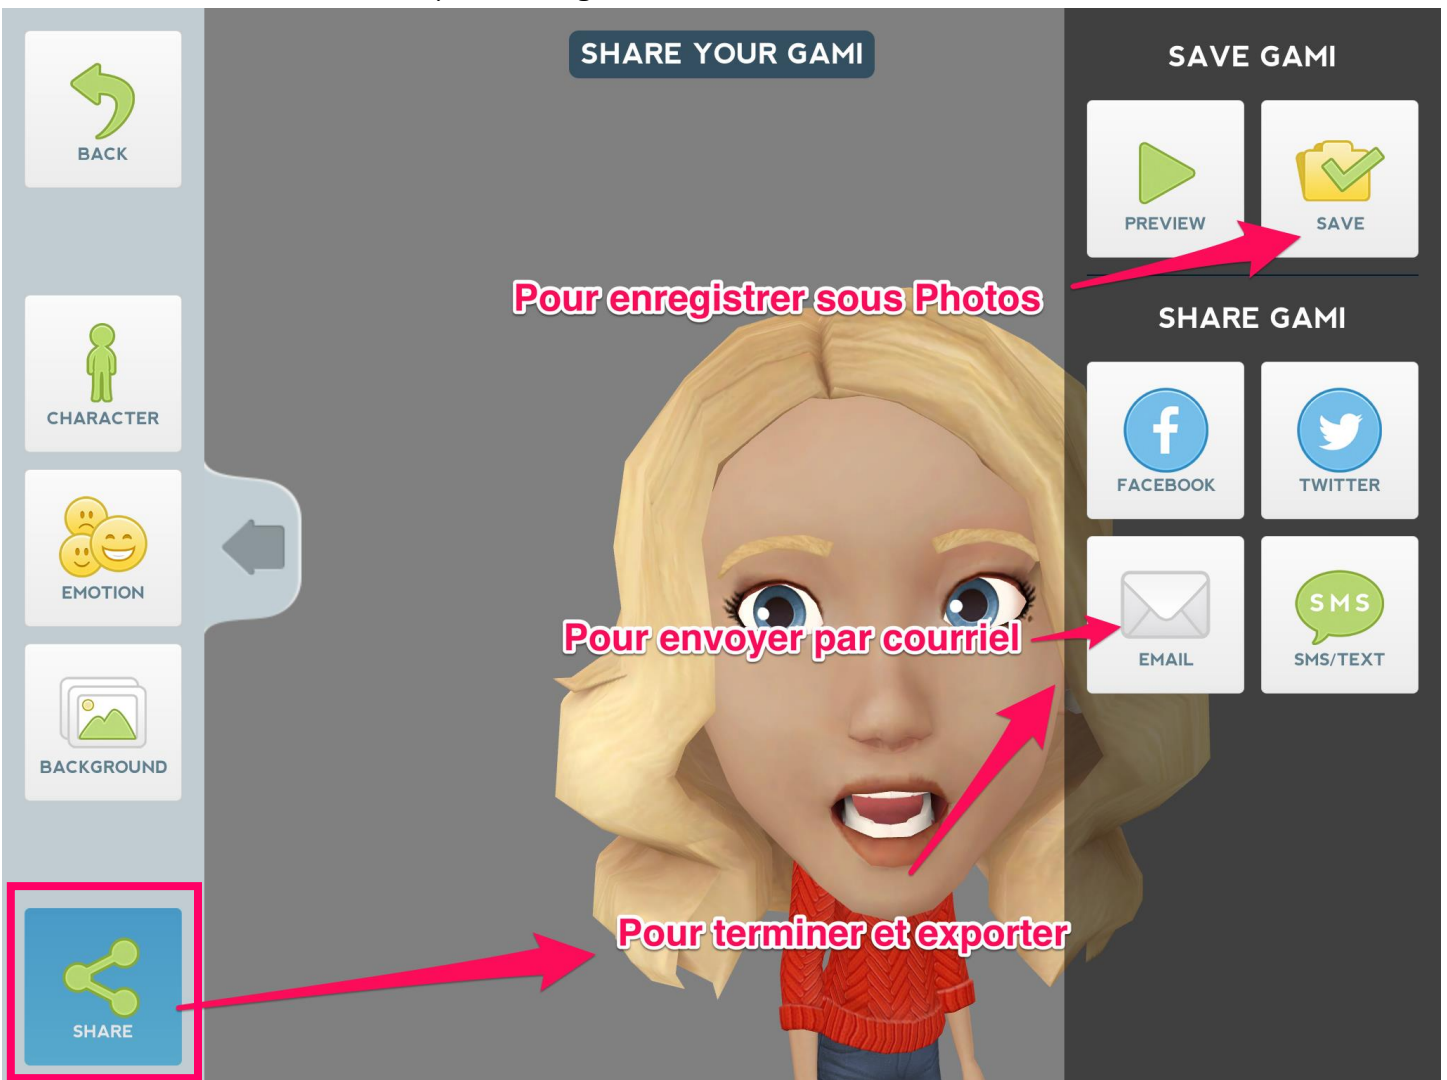 SHARE YOUR GAMI
SAVE GAMI
BACK
PREVIEW
SAVE
Pour enregistrer sous Photos
SHARE GAMI
CHARACTER
FACEBOOK
TWITTER
EMOTION
SMS
Pour envoyer par courriel
EMAIL
SMS/TEXT
BACKGROUND
Pour terminer et exporter
SHARE